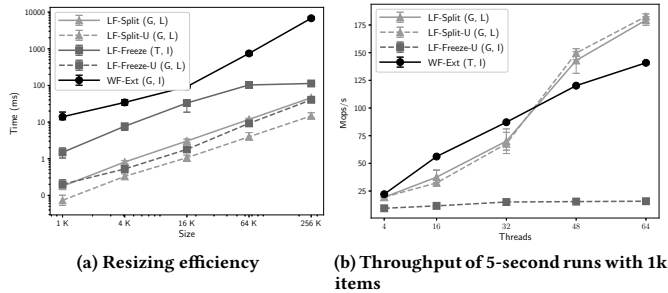 10000
1000
100
10
1
0
Time (ms)
1 K
4 K
16 K
64 K
256 K
Size
LF-Split (G, L)
LF-Split-U (G, L)
LF-Freeze (T, I)
LF-Freeze-U (G, L)
WF-Ext (G, I)
(a) Resizing efficiency
175
150
125
100
75
50
25
Mops/s
4
16
32
48
64
Threads
LF-Split (G, L)
LF-Split-U (G, L)
LF-Freeze-U (G, I)
WF-Ext (T, I)
(b) Throughput of 5-second runs with 1k
items